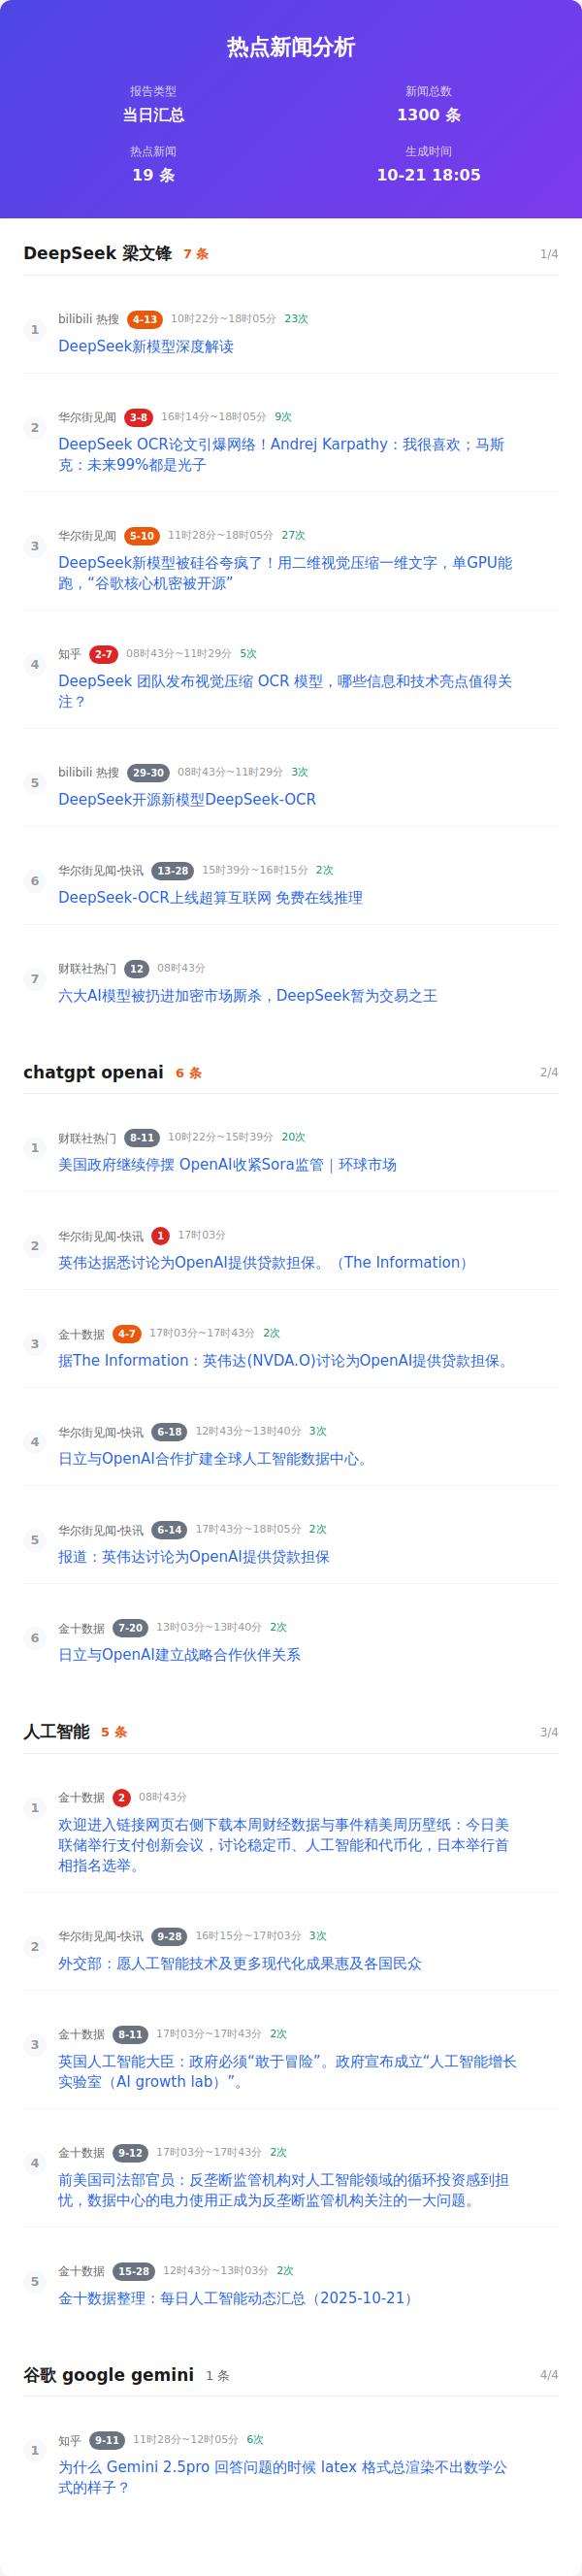 热点新闻分析
报告类型
当日汇总
新闻总数
1300 条
热点新闻
19 条
生成时间
10-21 18:05
DeepSeek 梁文锋 7 条 1/4
1
bilibili 热搜 4-13 10时22分~18时05分 23次
DeepSeek新模型深度解读
2
华尔街见闻 3-8 16时14分~18时05分 9次
DeepSeek OCR论文引爆网络！Andrej Karpathy：我很喜欢；马斯
克：未来99%都是光子
3
华尔街见闻 5-10 11时28分~18时05分 27次
DeepSeek新模型被硅谷夸疯了！用二维视觉压缩一维文字，单GPU能
跑，“谷歌核心机密被开源”
4
知乎 2-7 08时43分~11时29分 5次
DeepSeek 团队发布视觉压缩 OCR 模型，哪些信息和技术亮点值得关
注？
5
bilibili 热搜 29-30 08时43分~11时29分 3次
DeepSeek开源新模型DeepSeek-OCR
6
华尔街见闻-快讯 13-28 15时39分~16时15分 2次
DeepSeek-OCR上线超算互联网 免费在线推理
7
财联社热门 12 08时43分
六大AI模型被扔进加密市场厮杀，DeepSeek暂为交易之王
chatgpt openai 6 条 2/4
1
财联社热门 8-11 10时22分~15时39分 20次
美国政府继续停摆 OpenAI收紧Sora监管｜环球市场
2
华尔街见闻-快讯 1 17时03分
英伟达据悉讨论为OpenAI提供贷款担保。（The Information）
3
金十数据 4-7 17时03分~17时43分 2次
据The Information：英伟达(NVDA.O)讨论为OpenAI提供贷款担保。
4
华尔街见闻-快讯 6-18 12时43分~13时40分 3次
日立与OpenAI合作扩建全球人工智能数据中心。
5
华尔街见闻-快讯 6-14 17时43分~18时05分 2次
报道：英伟达讨论为OpenAI提供贷款担保
6
金十数据 7-20 13时03分~13时40分 2次
日立与OpenAI建立战略合作伙伴关系
人工智能 5 条 3/4
1
金十数据 2 08时43分
欢迎进入链接网页右侧下载本周财经数据与事件精美周历壁纸：今日美
联储举行支付创新会议，讨论稳定币、人工智能和代币化，日本举行首
相指名选举。
2
华尔街见闻-快讯 9-28 16时15分~17时03分 3次
外交部：愿人工智能技术及更多现代化成果惠及各国民众
3
金十数据 8-11 17时03分~17时43分 2次
英国人工智能大臣：政府必须“敢于冒险”。政府宣布成立“人工智能增长
实验室（AI growth lab）”。
4
金十数据 9-12 17时03分~17时43分 2次
前美国司法部官员：反垄断监管机构对人工智能领域的循环投资感到担
忧，数据中心的电力使用正成为反垄断监管机构关注的一大问题。
5
金十数据 15-28 12时43分~13时03分 2次
金十数据整理：每日人工智能动态汇总（2025-10-21）
谷歌 google gemini 1 条 4/4
1
知乎 9-11 11时28分~12时05分 6次
为什么 Gemini 2.5pro 回答问题的时候 latex 格式总渲染不出数学公
式的样子？